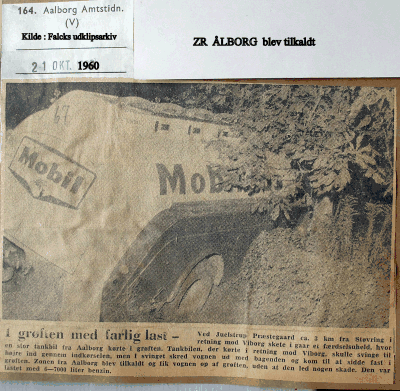 164. Aalborg Amtstidn.
(V)
Kilde : Falcks udklipsarkiv
21 OKT. 1960
ZR ÅLBORG blev tilkaldt
67
Mobil
Mobil
I grøften med farlig last –
Ved Juelstrup Præstegaard ca. 3 km fra Støvring i
retning mod Viborg skete i gaar et færdselsuheld, hvor
en stor tankbil fra Aalborg kørte i grøften. Tankbilen, der kørte i retning mod Viborg, skulle svinge til
højre ind gennem indkørselen, men i svinget skred vognen ud med bagenden og kom til at sidde fast i
grøften. Zonen fra Aalborg blev tilkaldt og fik vognen op af grøften, uden at den led nogen skade. Den var
lastet med 6—7000 liter benzin.